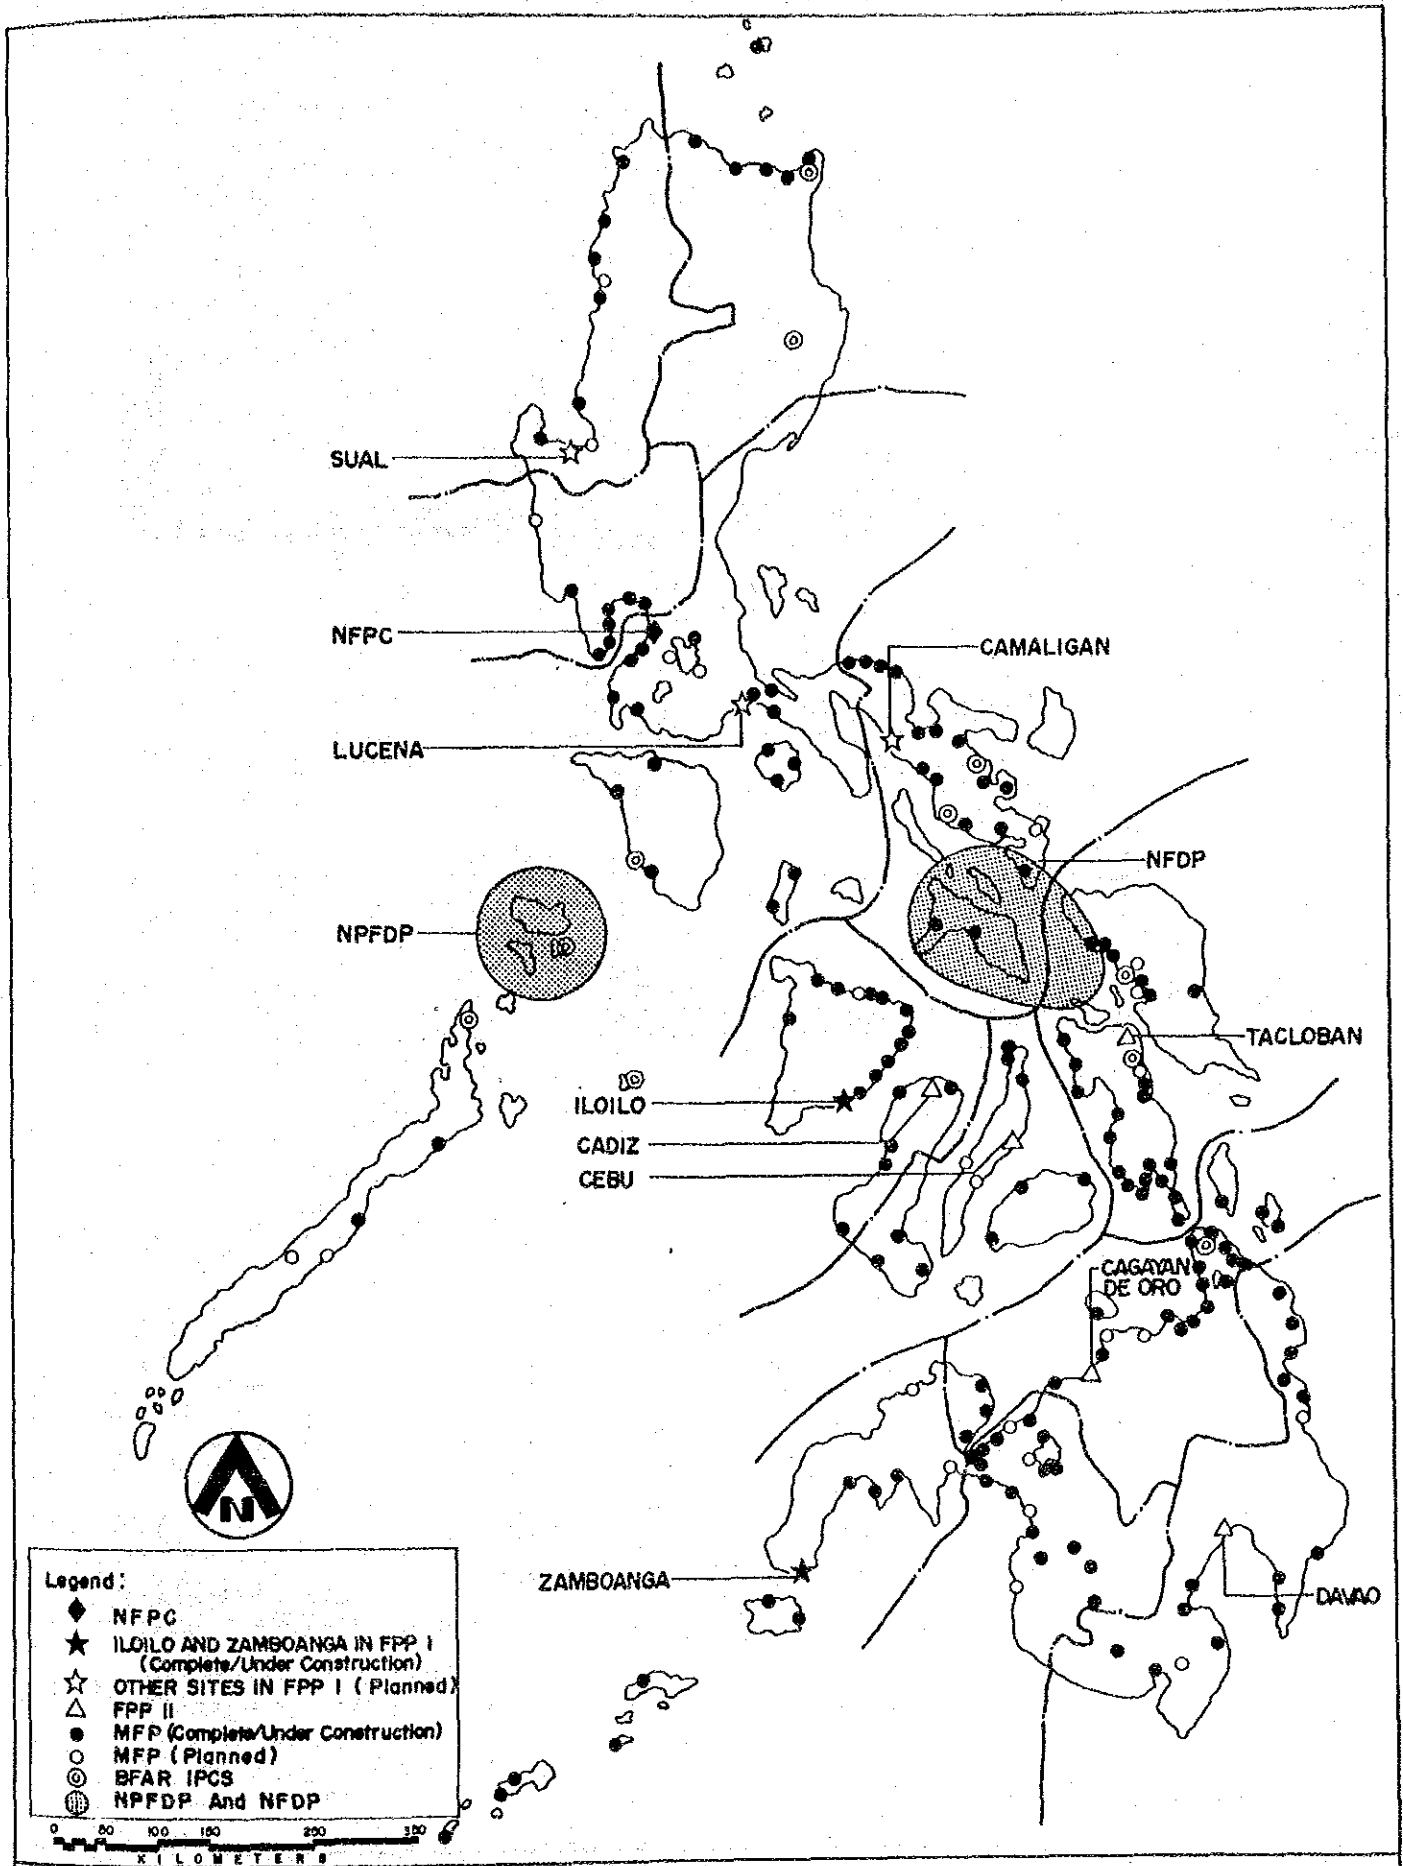 SUAL
NFPC
CAMALIGAN
LUCENA
NFDP
NPFDP
TACLOBAN
ILOILO
CADIZ
CEBU
CAGAYAN
DE ORO
ZAMBOANGA
DAVAO
N
Legend:
NFPC
ILOILO AND ZAMBOANGA IN FPP I
(Complete/Under Construction)
OTHER SITES IN FPP I (Planned)
FPP II
MFP (Complete/Under Construction)
MFP (Planned)
BFAR IPCS
NPFDP And NFDP
0 50 100 150 250 350
KILOMETERS